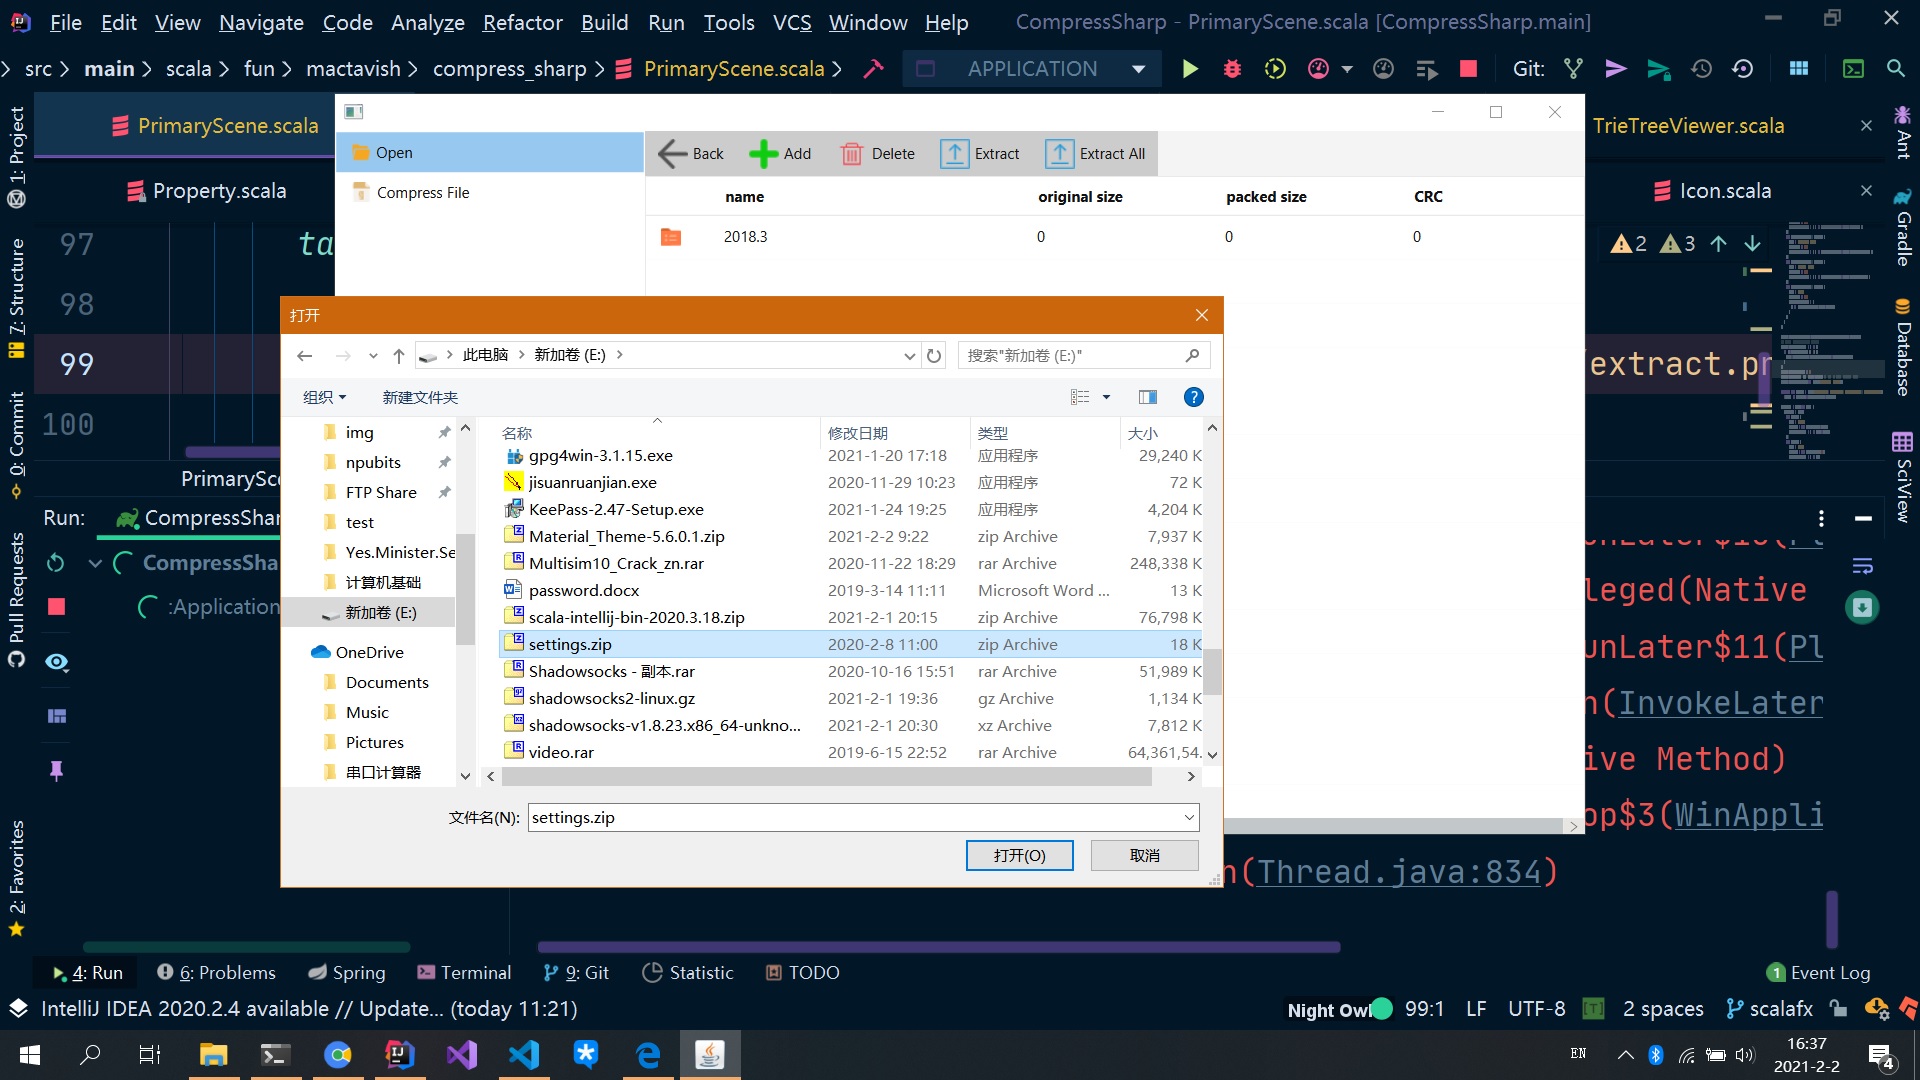 File Edit View Navigate Code Analyze Refactor Build Run Tools VCS Window Help CompressSharp - PrimaryScene.scala [CompressSharp.main]
src main scala fun mactavish compress_sharp PrimaryScene.scala APPLICATION Git:
PrimaryScene.scala TrieTreeViewer.scala
Property.scala Icon.scala
1: Project
7: Structure
0: Commit
Pull Requests
2: Favorites
Ant
Gradle
Database
SciView
2 3
97 ta
98
99 extract.pr
100
PrimarySc
Open
Compress File
Back Add Delete Extract Extract All
name original size packed size CRC
2018.3 0 0 0
打开
此电脑 新加卷 (E:) 搜索"新加卷 (E:)"
组织 新建文件夹
img
npubits
FTP Share
test
Yes.Minister.Se
计算机基础
新加卷 (E:)
OneDrive
Documents
Music
Pictures
串口计算器
名称 修改日期 类型 大小
gpg4win-3.1.15.exe 2021-1-20 17:18 应用程序 29,240 K
jisuanruanjian.exe 2020-11-29 10:23 应用程序 72 K
KeePass-2.47-Setup.exe 2021-1-24 19:25 应用程序 4,204 K
Material_Theme-5.6.0.1.zip 2021-2-2 9:22 zip Archive 7,937 K
Multisim10_Crack_zn.rar 2020-11-22 18:29 rar Archive 248,338 K
password.docx 2019-3-14 11:11 Microsoft Word ... 13 K
scala-intellij-bin-2020.3.18.zip 2021-2-1 20:15 zip Archive 76,798 K
settings.zip 2020-2-8 11:00 zip Archive 18 K
Shadowsocks - 副本.rar 2020-10-16 15:51 rar Archive 51,989 K
shadowsocks2-linux.gz 2021-2-1 19:36 gz Archive 1,134 K
shadowsocks-v1.8.23.x86_64-unkno... 2021-2-1 20:30 xz Archive 7,812 K
video.rar 2019-6-15 22:52 rar Archive 64,361,54.
文件名(N): settings.zip
打开(O) 取消
Run: CompressShar
CompressSha
:Application
leged(Native
unLater$11(Pl
n(InvokeLater
ive Method)
op$3(WinAppli
n(Thread.java:834)
4: Run 6: Problems Spring Terminal 9: Git Statistic TODO 1 Event Log
IntelliJ IDEA 2020.2.4 available // Update... (today 11:21) Night Owl 99:1 LF UTF-8 [T] 2 spaces scalafx
EN 16:37
2021-2-2
4